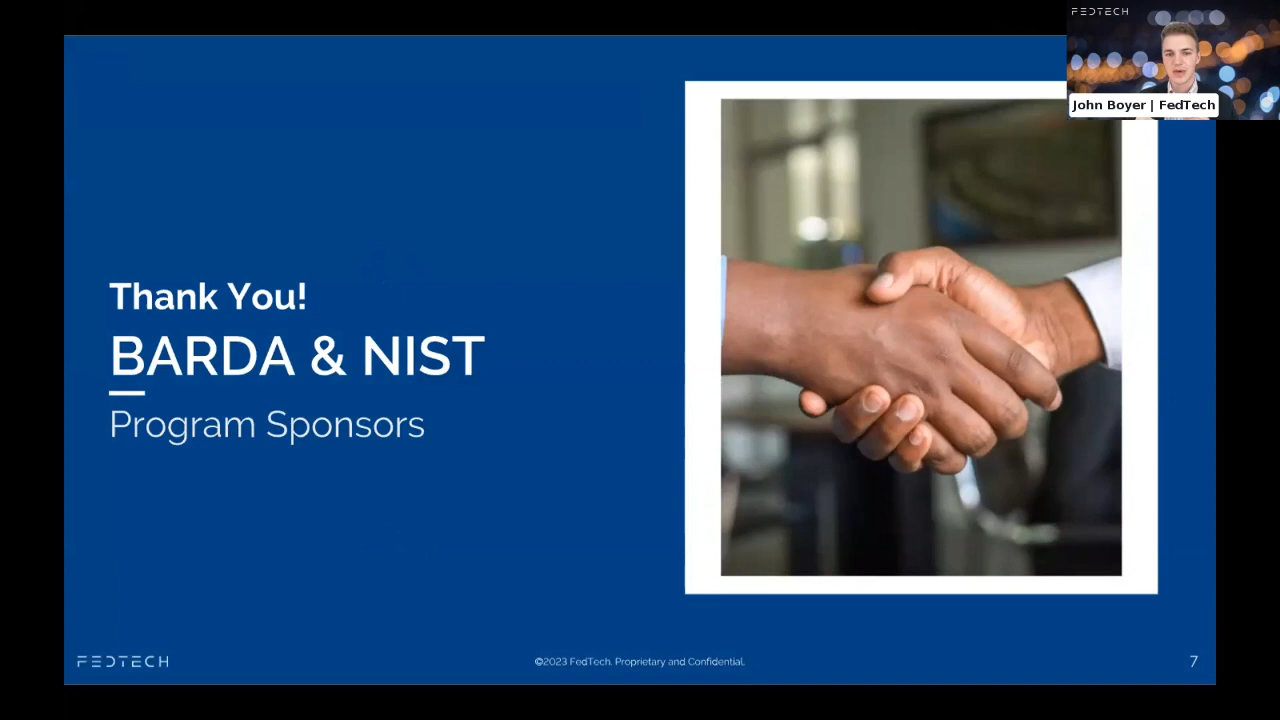 FEDTECH
John Boyer | FedTech
Thank You!
BARDA & NIST
Program Sponsors
FEDTECH
©2023 FedTech. Proprietary and Confidential.
7